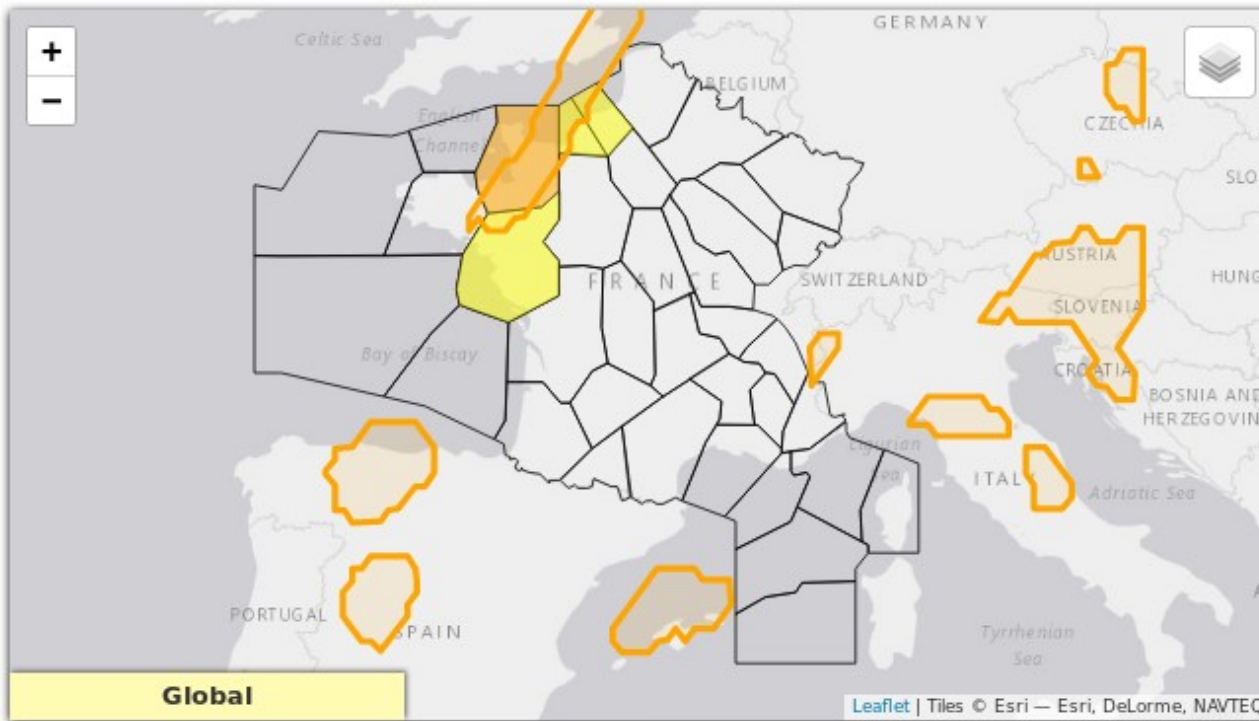 +
−
Celtic Sea
GERMANY
BELGIUM
English
Channel
CZECHIA
SLO
AUSTRIA
SWITZERLAND
HUNG
FRANCE
SLOVENIA
Bay of Biscay
CROATIA
BOSNIA AND
HERZEGOVIN
Ligurian
Sea
ITALY
Adriatic Sea
PORTUGAL
SPAIN
Tyrrhenian
Sea
A
Global
Leaflet | Tiles © Esri — Esri, DeLorme, NAVTEQ